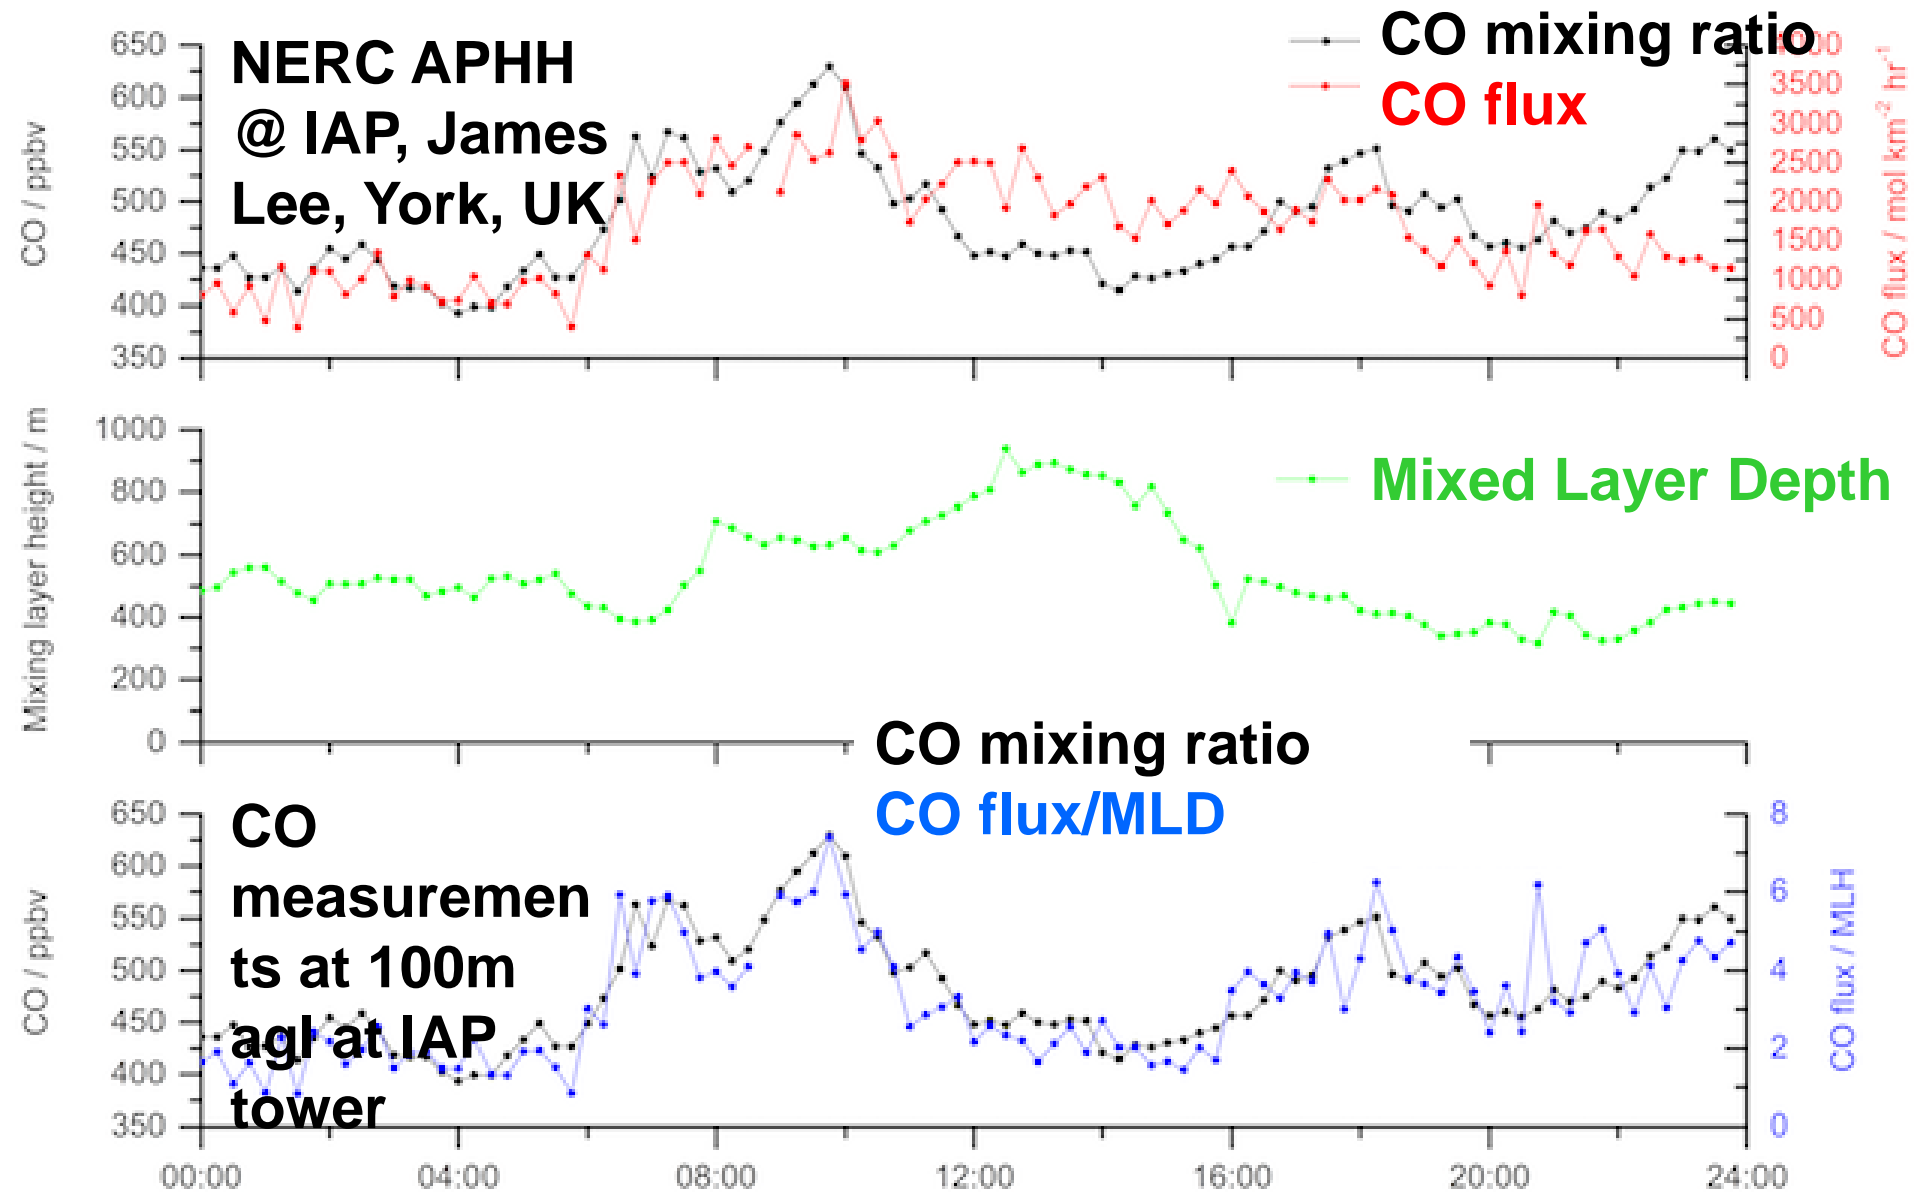 CO mixing ratio
CO flux
NERC APHH
@ IAP, James
Lee, York, UK
650
600
550
500
450
400
350
CO / ppbv
4000
3500
3000
2500
2000
1500
1000
500
0
CO flux / mol km⁻² hr⁻¹
Mixed Layer Depth
1000
800
600
400
200
0
Mixing layer height / m
CO mixing ratio
CO flux/MLD
CO
measuremen
ts at 100m
agl at IAP
tower
650
600
550
500
450
400
350
CO / ppbv
8
6
4
2
0
CO flux / MLH
00:00 04:00 08:00 12:00 16:00 20:00 24:00